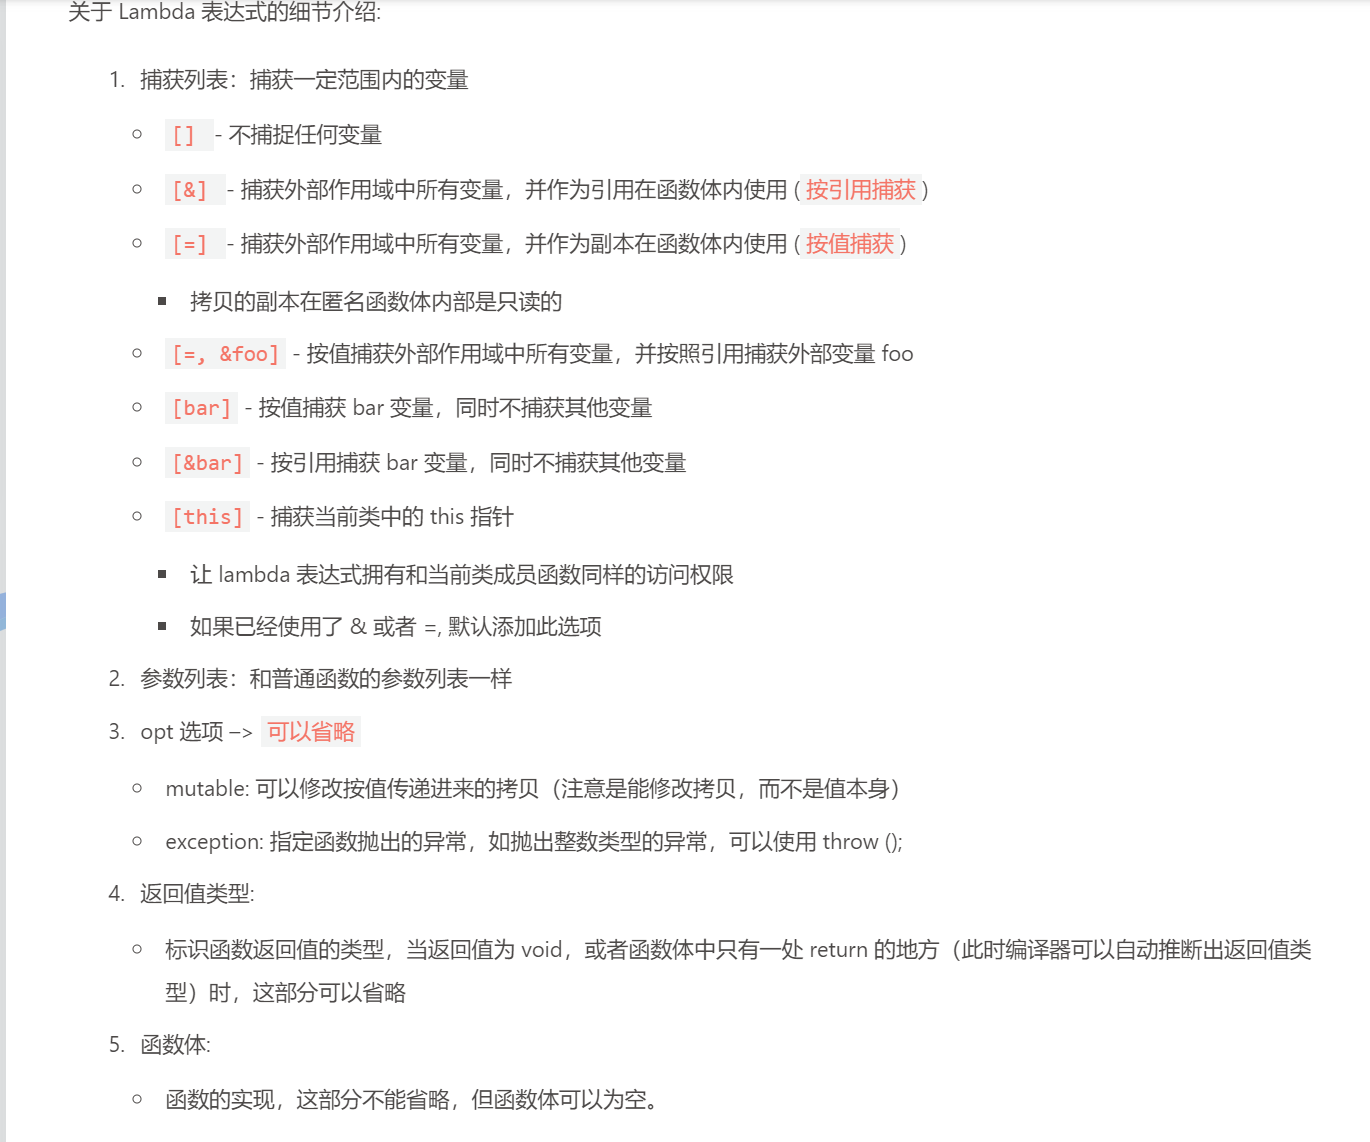 关于 Lambda 表达式的细节介绍:
1. 捕获列表：捕获一定范围内的变量
[] - 不捕捉任何变量
[&] - 捕获外部作用域中所有变量，并作为引用在函数体内使用 (按引用捕获)
[=] - 捕获外部作用域中所有变量，并作为副本在函数体内使用 (按值捕获)
拷贝的副本在匿名函数体内部是只读的
[=, &foo] - 按值捕获外部作用域中所有变量，并按照引用捕获外部变量 foo
[bar] - 按值捕获 bar 变量，同时不捕获其他变量
[&bar] - 按引用捕获 bar 变量，同时不捕获其他变量
[this] - 捕获当前类中的 this 指针
让 lambda 表达式拥有和当前类成员函数同样的访问权限
如果已经使用了 & 或者 =, 默认添加此选项
2. 参数列表：和普通函数的参数列表一样
3. opt 选项 –> 可以省略
mutable: 可以修改按值传递进来的拷贝（注意是能修改拷贝，而不是值本身）
exception: 指定函数抛出的异常，如抛出整数类型的异常，可以使用 throw ();
4. 返回值类型:
标识函数返回值的类型，当返回值为 void，或者函数体中只有一处 return 的地方（此时编译器可以自动推断出返回值类
型）时，这部分可以省略
5. 函数体:
函数的实现，这部分不能省略，但函数体可以为空。